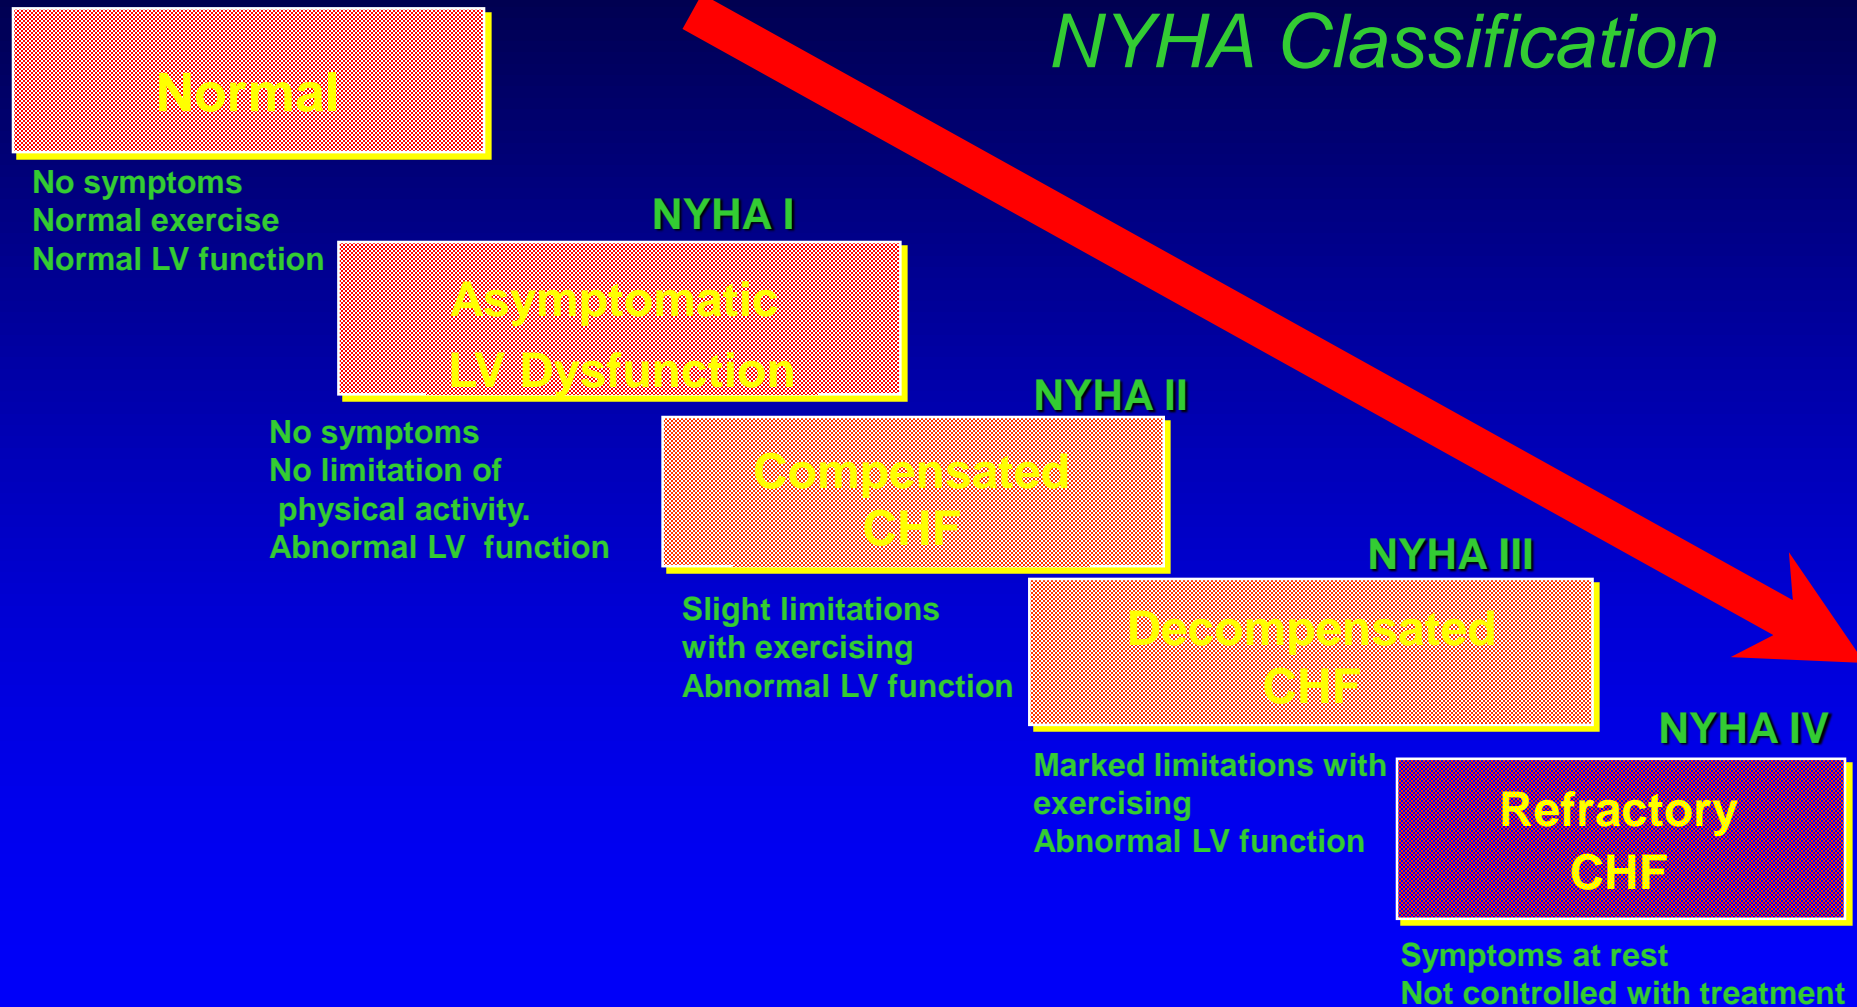 NYHA Classification
Normal
No symptoms
Normal exercise
Normal LV function
NYHA I
Asymptomatic
LV Dysfunction
No symptoms
No limitation of
physical activity.
Abnormal LV function
NYHA II
Compensated
CHF
Slight limitations
with exercising
Abnormal LV function
NYHA III
Decompensated
CHF
Marked limitations with
exercising
Abnormal LV function
NYHA IV
Refractory
CHF
Symptoms at rest
Not controlled with treatment